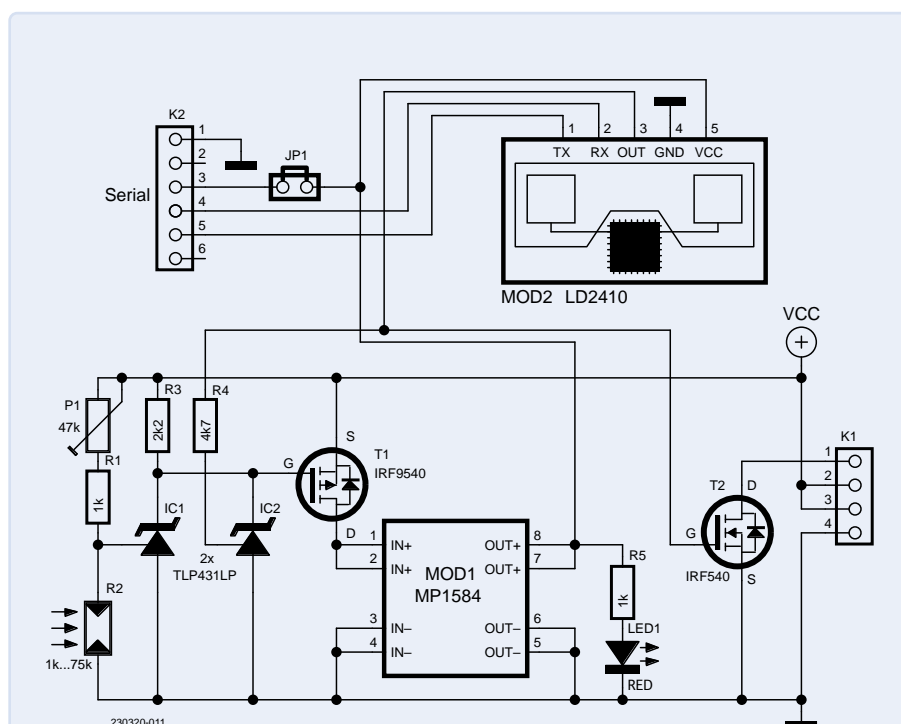 K2
1
2
3
4
5
6
Serial
JP1
1 2 3 4 5
TX RX OUT GND VCC
MOD2 LD2410
VCC
P1
47k
R3
2k2
R4
4k7
R1
1k
IC1
IC2
2x
TLP431LP
G
S
D
T1
IRF9540
R2
1k...75k
1 IN+
2 IN+
3 IN–
4 IN–
MOD1
MP1584
8 OUT+
7 OUT+
6 OUT–
5 OUT–
R5
1k
LED1
RED
T2
D
G
S
IRF540
K1
1
2
3
4
230320-011